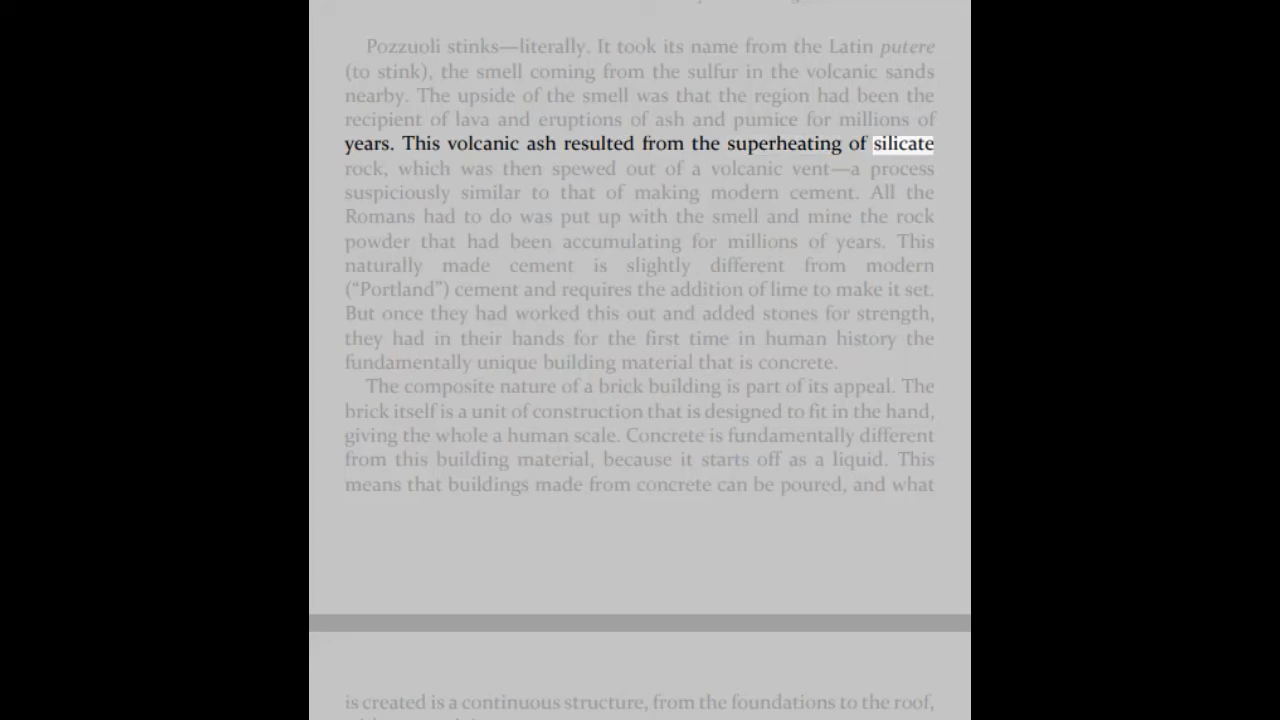 Pozzuoli stinks—literally. It took its name from the Latin putere
(to stink), the smell coming from the sulfur in the volcanic sands
nearby. The upside of the smell was that the region had been the
recipient of lava and eruptions of ash and pumice for millions of
years. This volcanic ash resulted from the superheating of silicate
rock, which was then spewed out of a volcanic vent—a process
suspiciously similar to that of making modern cement. All the
Romans had to do was put up with the smell and mine the rock
powder that had been accumulating for millions of years. This
naturally made cement is slightly different from modern
(“Portland”) cement and requires the addition of lime to make it set.
But once they had worked this out and added stones for strength,
they had in their hands for the first time in human history the
fundamentally unique building material that is concrete.
The composite nature of a brick building is part of its appeal. The
brick itself is a unit of construction that is designed to fit in the hand,
giving the whole a human scale. Concrete is fundamentally different
from this building material, because it starts off as a liquid. This
means that buildings made from concrete can be poured, and what
is created is a continuous structure, from the foundations to the roof,